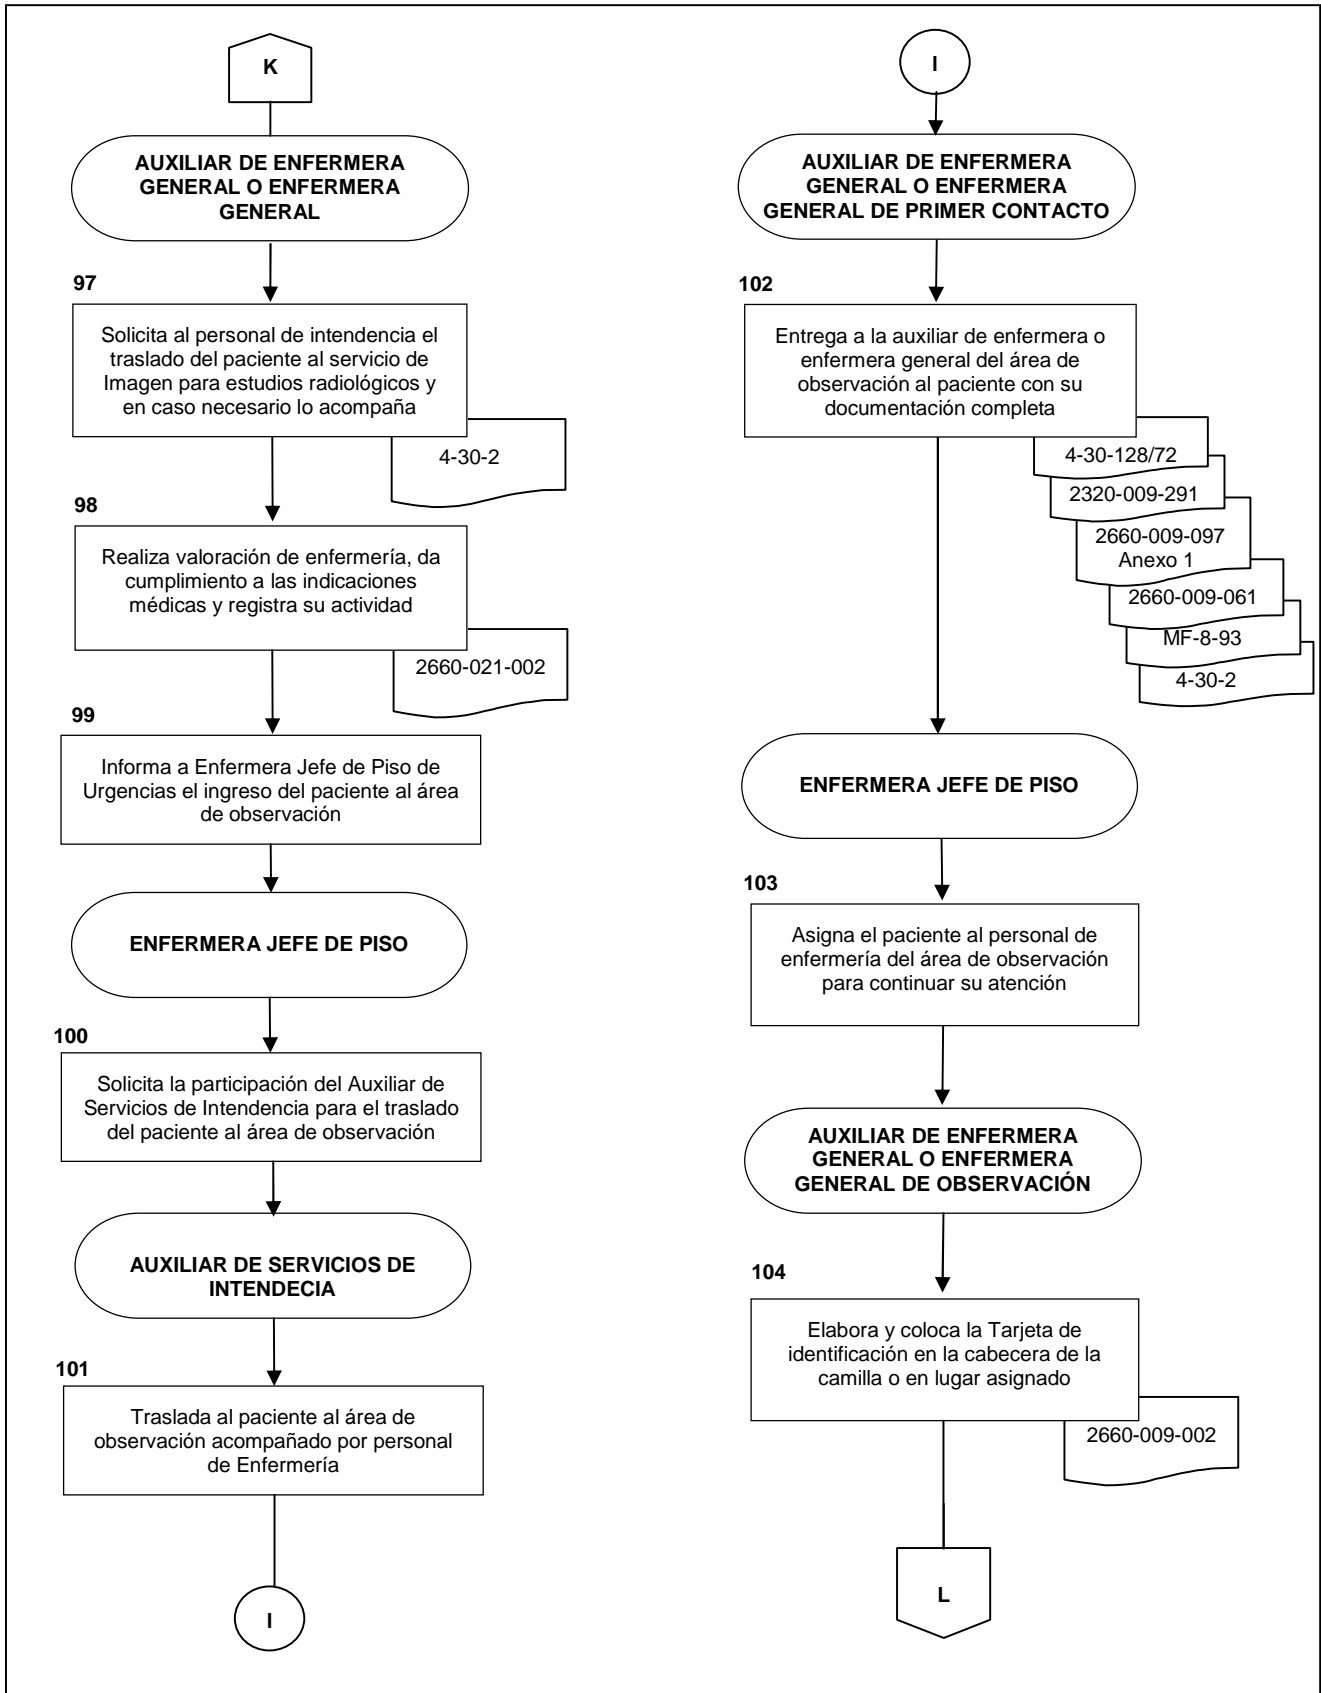 K
AUXILIAR DE ENFERMERA
GENERAL O ENFERMERA
GENERAL
97
Solicita al personal de intendencia el
traslado del paciente al servicio de
Imagen para estudios radiológicos y
en caso necesario lo acompaña
4-30-2
98
Realiza valoración de enfermería, da
cumplimiento a las indicaciones
médicas y registra su actividad
2660-021-002
99
Informa a Enfermera Jefe de Piso de
Urgencias el ingreso del paciente al área
de observación
ENFERMERA JEFE DE PISO
100
Solicita la participación del Auxiliar de
Servicios de Intendencia para el traslado
del paciente al área de observación
AUXILIAR DE SERVICIOS DE
INTENDECIA
101
Traslada al paciente al área de
observación acompañado por personal
de Enfermería
I
I
AUXILIAR DE ENFERMERA
GENERAL O ENFERMERA
GENERAL DE PRIMER CONTACTO
102
Entrega a la auxiliar de enfermera o
enfermera general del área de
observación al paciente con su
documentación completa
4-30-128/72
2320-009-291
2660-009-097
Anexo 1
2660-009-061
MF-8-93
4-30-2
ENFERMERA JEFE DE PISO
103
Asigna el paciente al personal de
enfermería del área de observación
para continuar su atención
AUXILIAR DE ENFERMERA
GENERAL O ENFERMERA
GENERAL DE OBSERVACIÓN
104
Elabora y coloca la Tarjeta de
identificación en la cabecera de la
camilla o en lugar asignado
2660-009-002
L